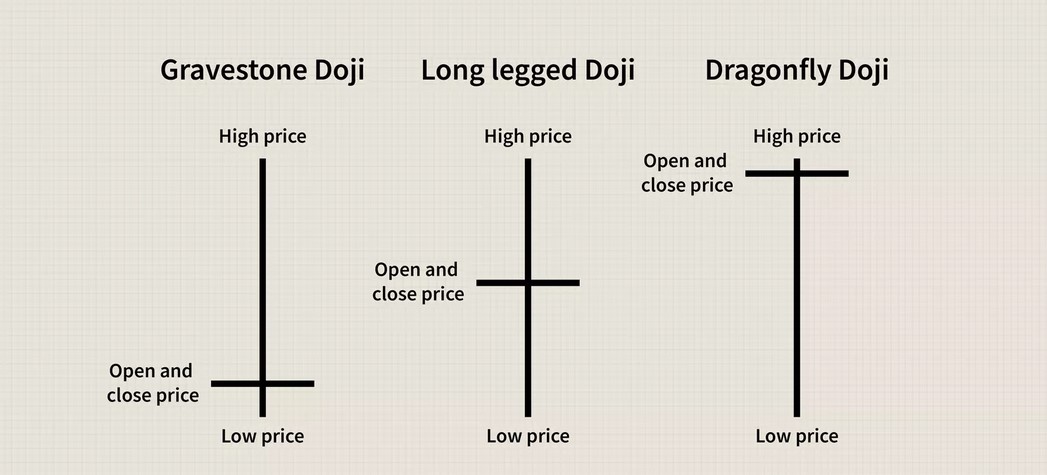 Gravestone Doji
Long legged Doji
Dragonfly Doji
High price
High price
High price
Open and
close price
Open and
close price
Open and
close price
Low price
Low price
Low price